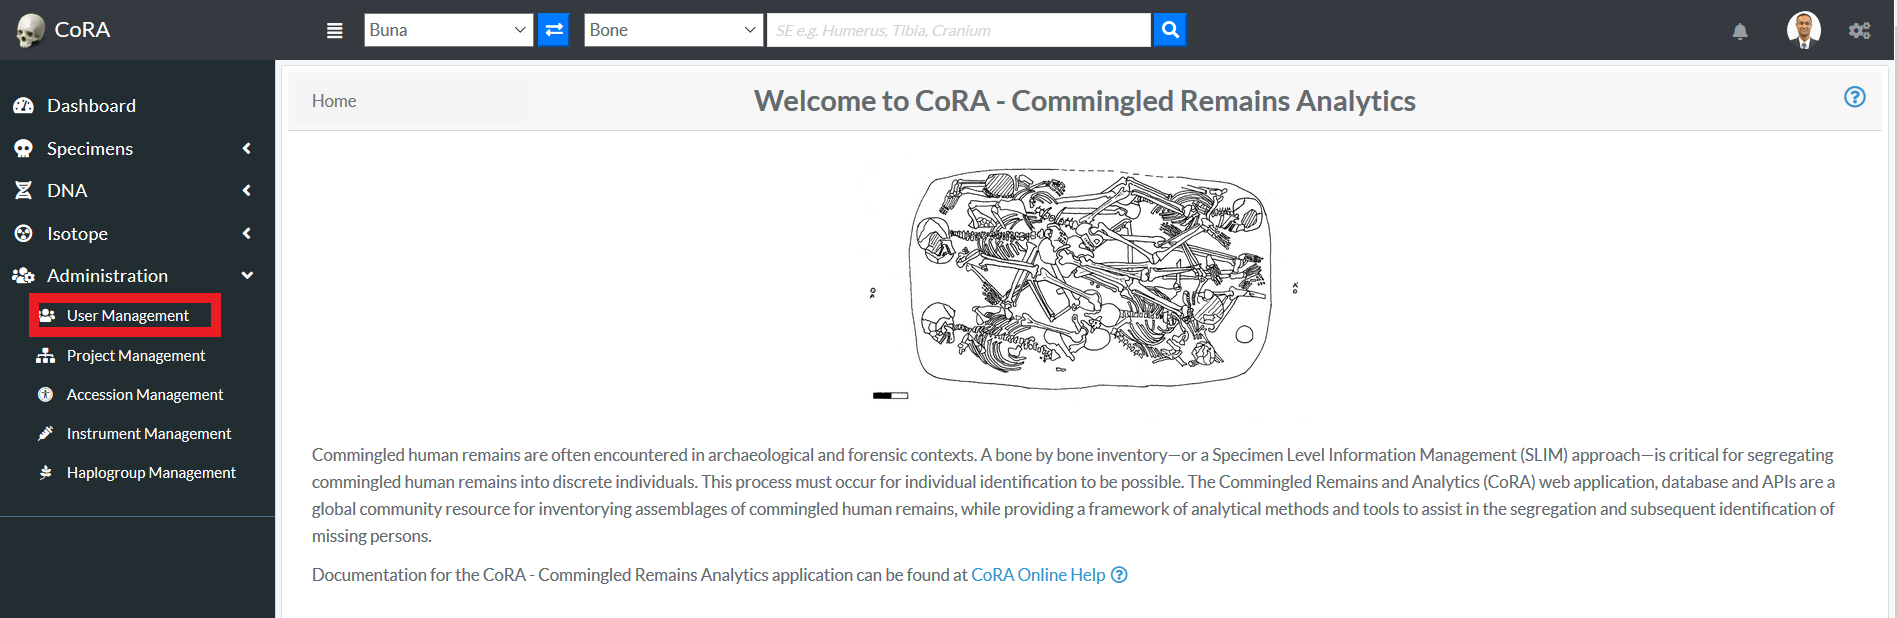 CoRA
Buna
Bone
SE e.g. Humerus, Tibia, Cranium
Dashboard
Specimens
DNA
Isotope
Administration
User Management
Project Management
Accession Management
Instrument Management
Haplogroup Management
Home
Welcome to CoRA - Commingled Remains Analytics
Commingled human remains are often encountered in archaeological and forensic contexts. A bone by bone inventory—or a Specimen Level Information Management (SLIM) approach—is critical for segregating
commingled human remains into discrete individuals. This process must occur for individual identification to be possible. The Commingled Remains and Analytics (CoRA) web application, database and APIs are a
global community resource for inventorying assemblages of commingled human remains, while providing a framework of analytical methods and tools to assist in the segregation and subsequent identification of
missing persons.
Documentation for the CoRA - Commingled Remains Analytics application can be found at CoRA Online Help